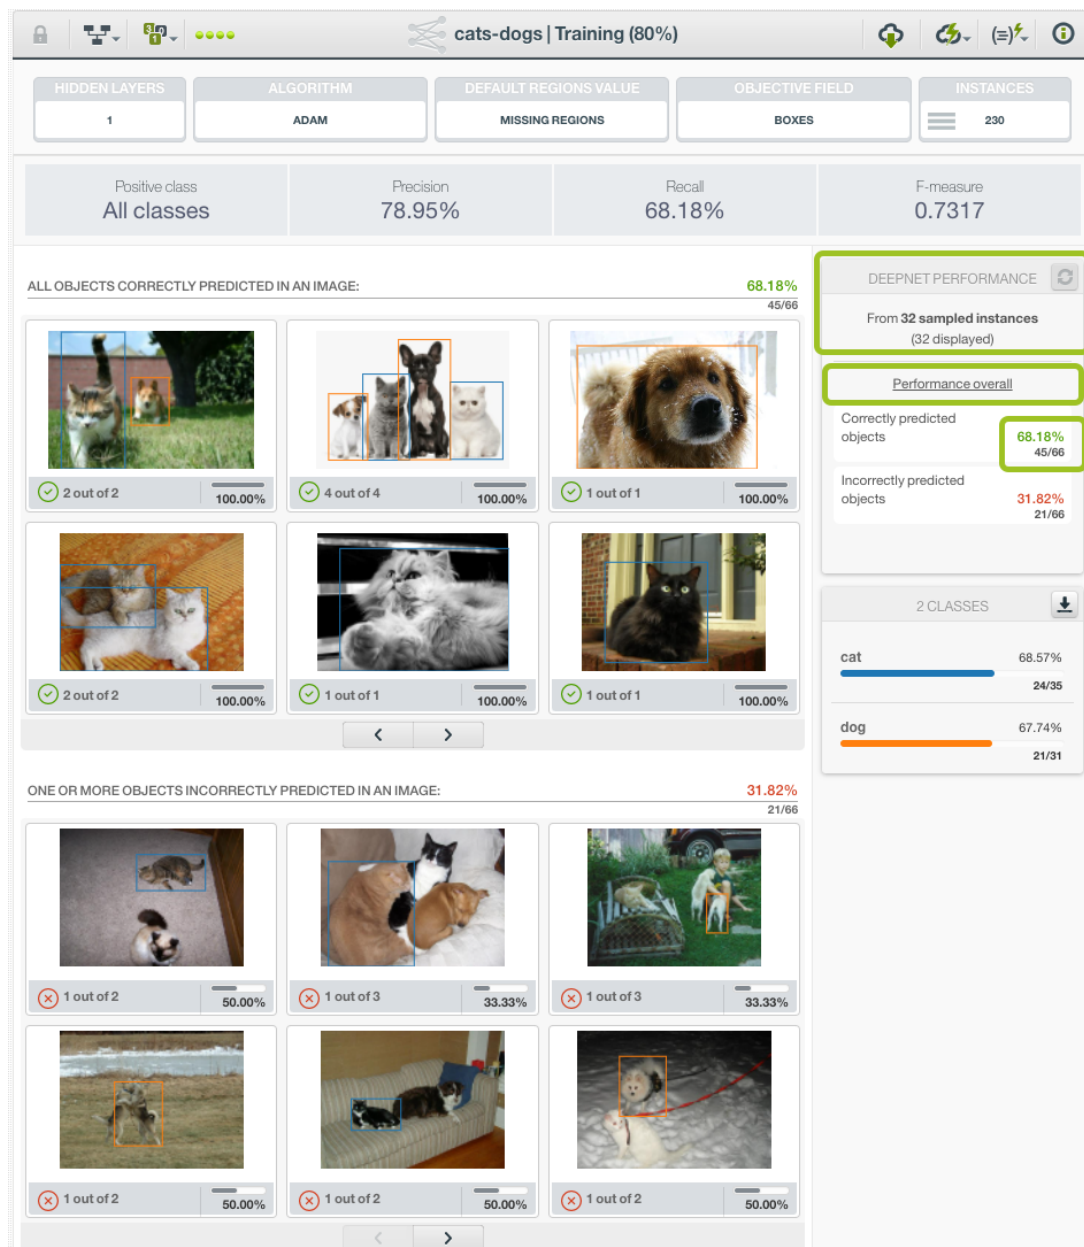 cats-dogs | Training (80%)
HIDDEN LAYERS
1
ALGORITHM
ADAM
DEFAULT REGIONS VALUE
MISSING REGIONS
OBJECTIVE FIELD
BOXES
INSTANCES
230
Positive class
All classes
Precision
78.95%
Recall
68.18%
F-measure
0.7317
ALL OBJECTS CORRECTLY PREDICTED IN AN IMAGE:
68.18%
45/66
2 out of 2
100.00%
4 out of 4
100.00%
1 out of 1
100.00%
2 out of 2
100.00%
1 out of 1
100.00%
1 out of 1
100.00%
ONE OR MORE OBJECTS INCORRECTLY PREDICTED IN AN IMAGE:
31.82%
21/66
1 out of 2
50.00%
1 out of 3
33.33%
1 out of 3
33.33%
1 out of 2
50.00%
1 out of 2
50.00%
1 out of 2
50.00%
DEEPNET PERFORMANCE
From 32 sampled instances
(32 displayed)
Performance overall
Correctly predicted
objects
68.18%
45/66
Incorrectly predicted
objects
31.82%
21/66
2 CLASSES
cat
68.57%
24/35
dog
67.74%
21/31